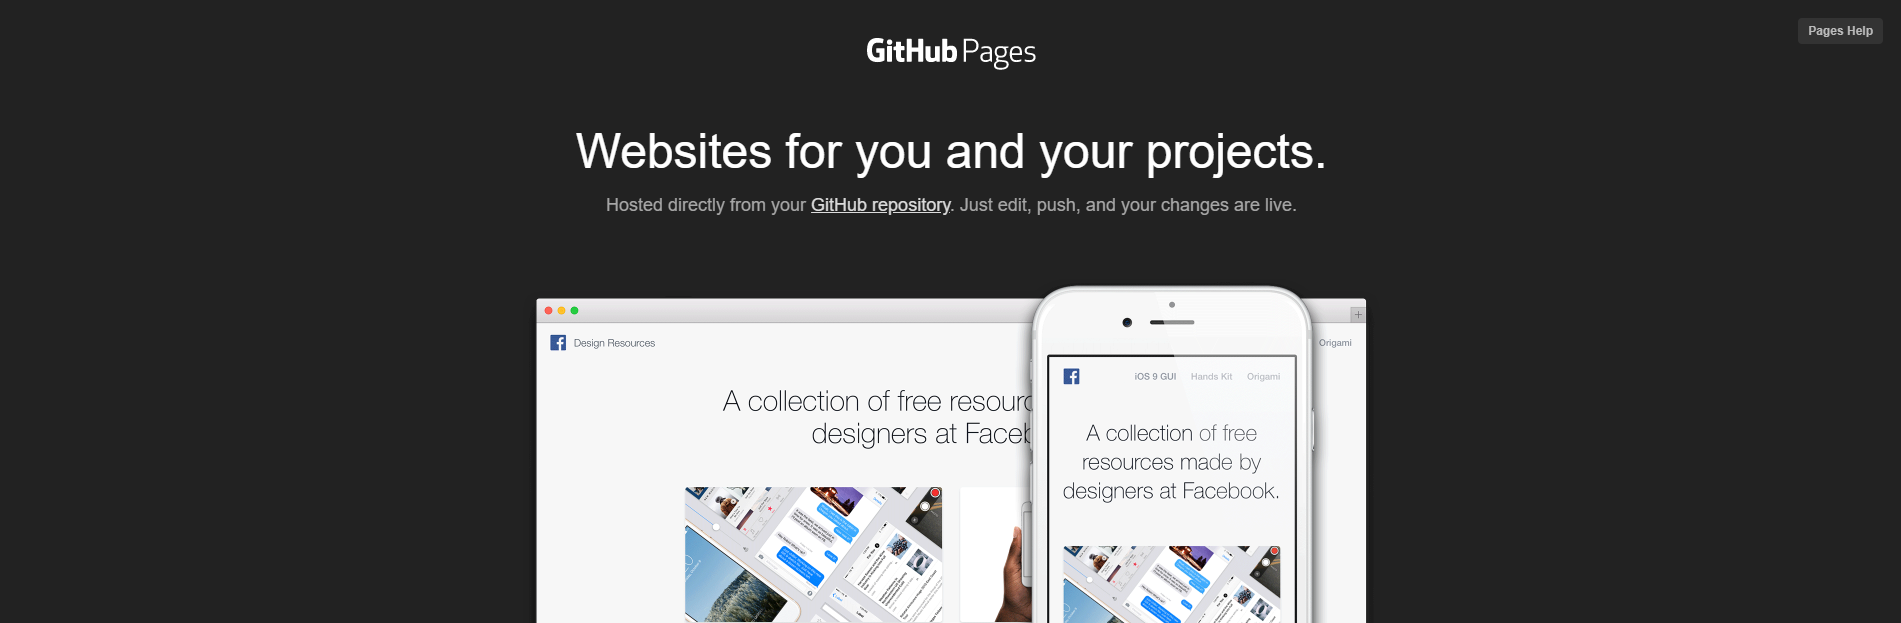 GitHub Pages
Pages Help
Websites for you and your projects.
Hosted directly from your GitHub repository. Just edit, push, and your changes are live.
Design Resources
Origami
A collection of free resourc
designers at Faceb
iOS 9 GUI Hands Kit Origami
A collection of free
resources made by
designers at Facebook.